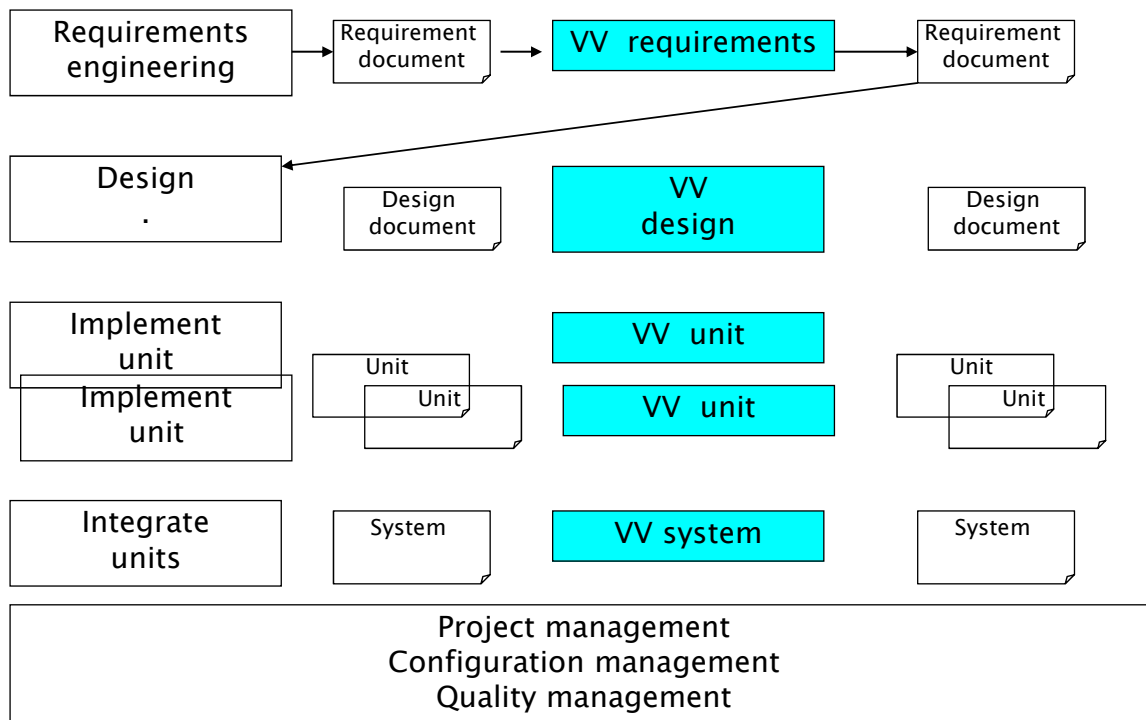 Requirements
engineering
Requirement
document
VV requirements
Requirement
document
Design
.
Design
document
VV
design
Design
document
Implement
unit
Implement
unit
Unit
Unit
VV unit
VV unit
Unit
Unit
Integrate
units
System
VV system
System
Project management
Configuration management
Quality management